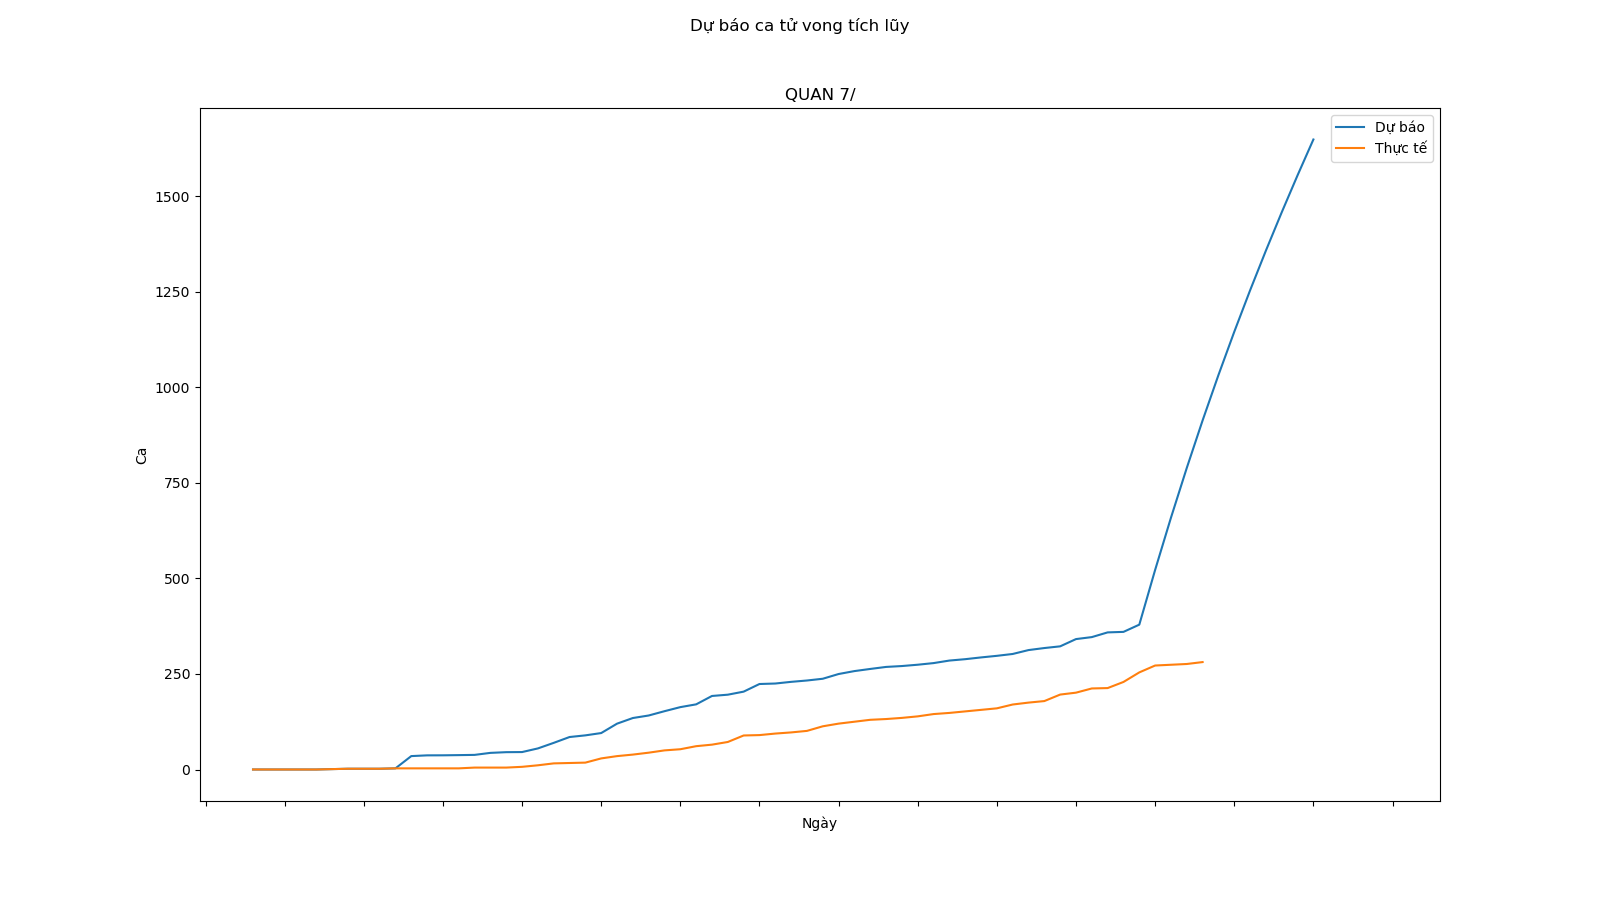 Dự báo ca tử vong tích lũy
QUAN 7/
Dự báo
Thực tế
1500
1250
1000
750
500
250
0
Ca
Ngày